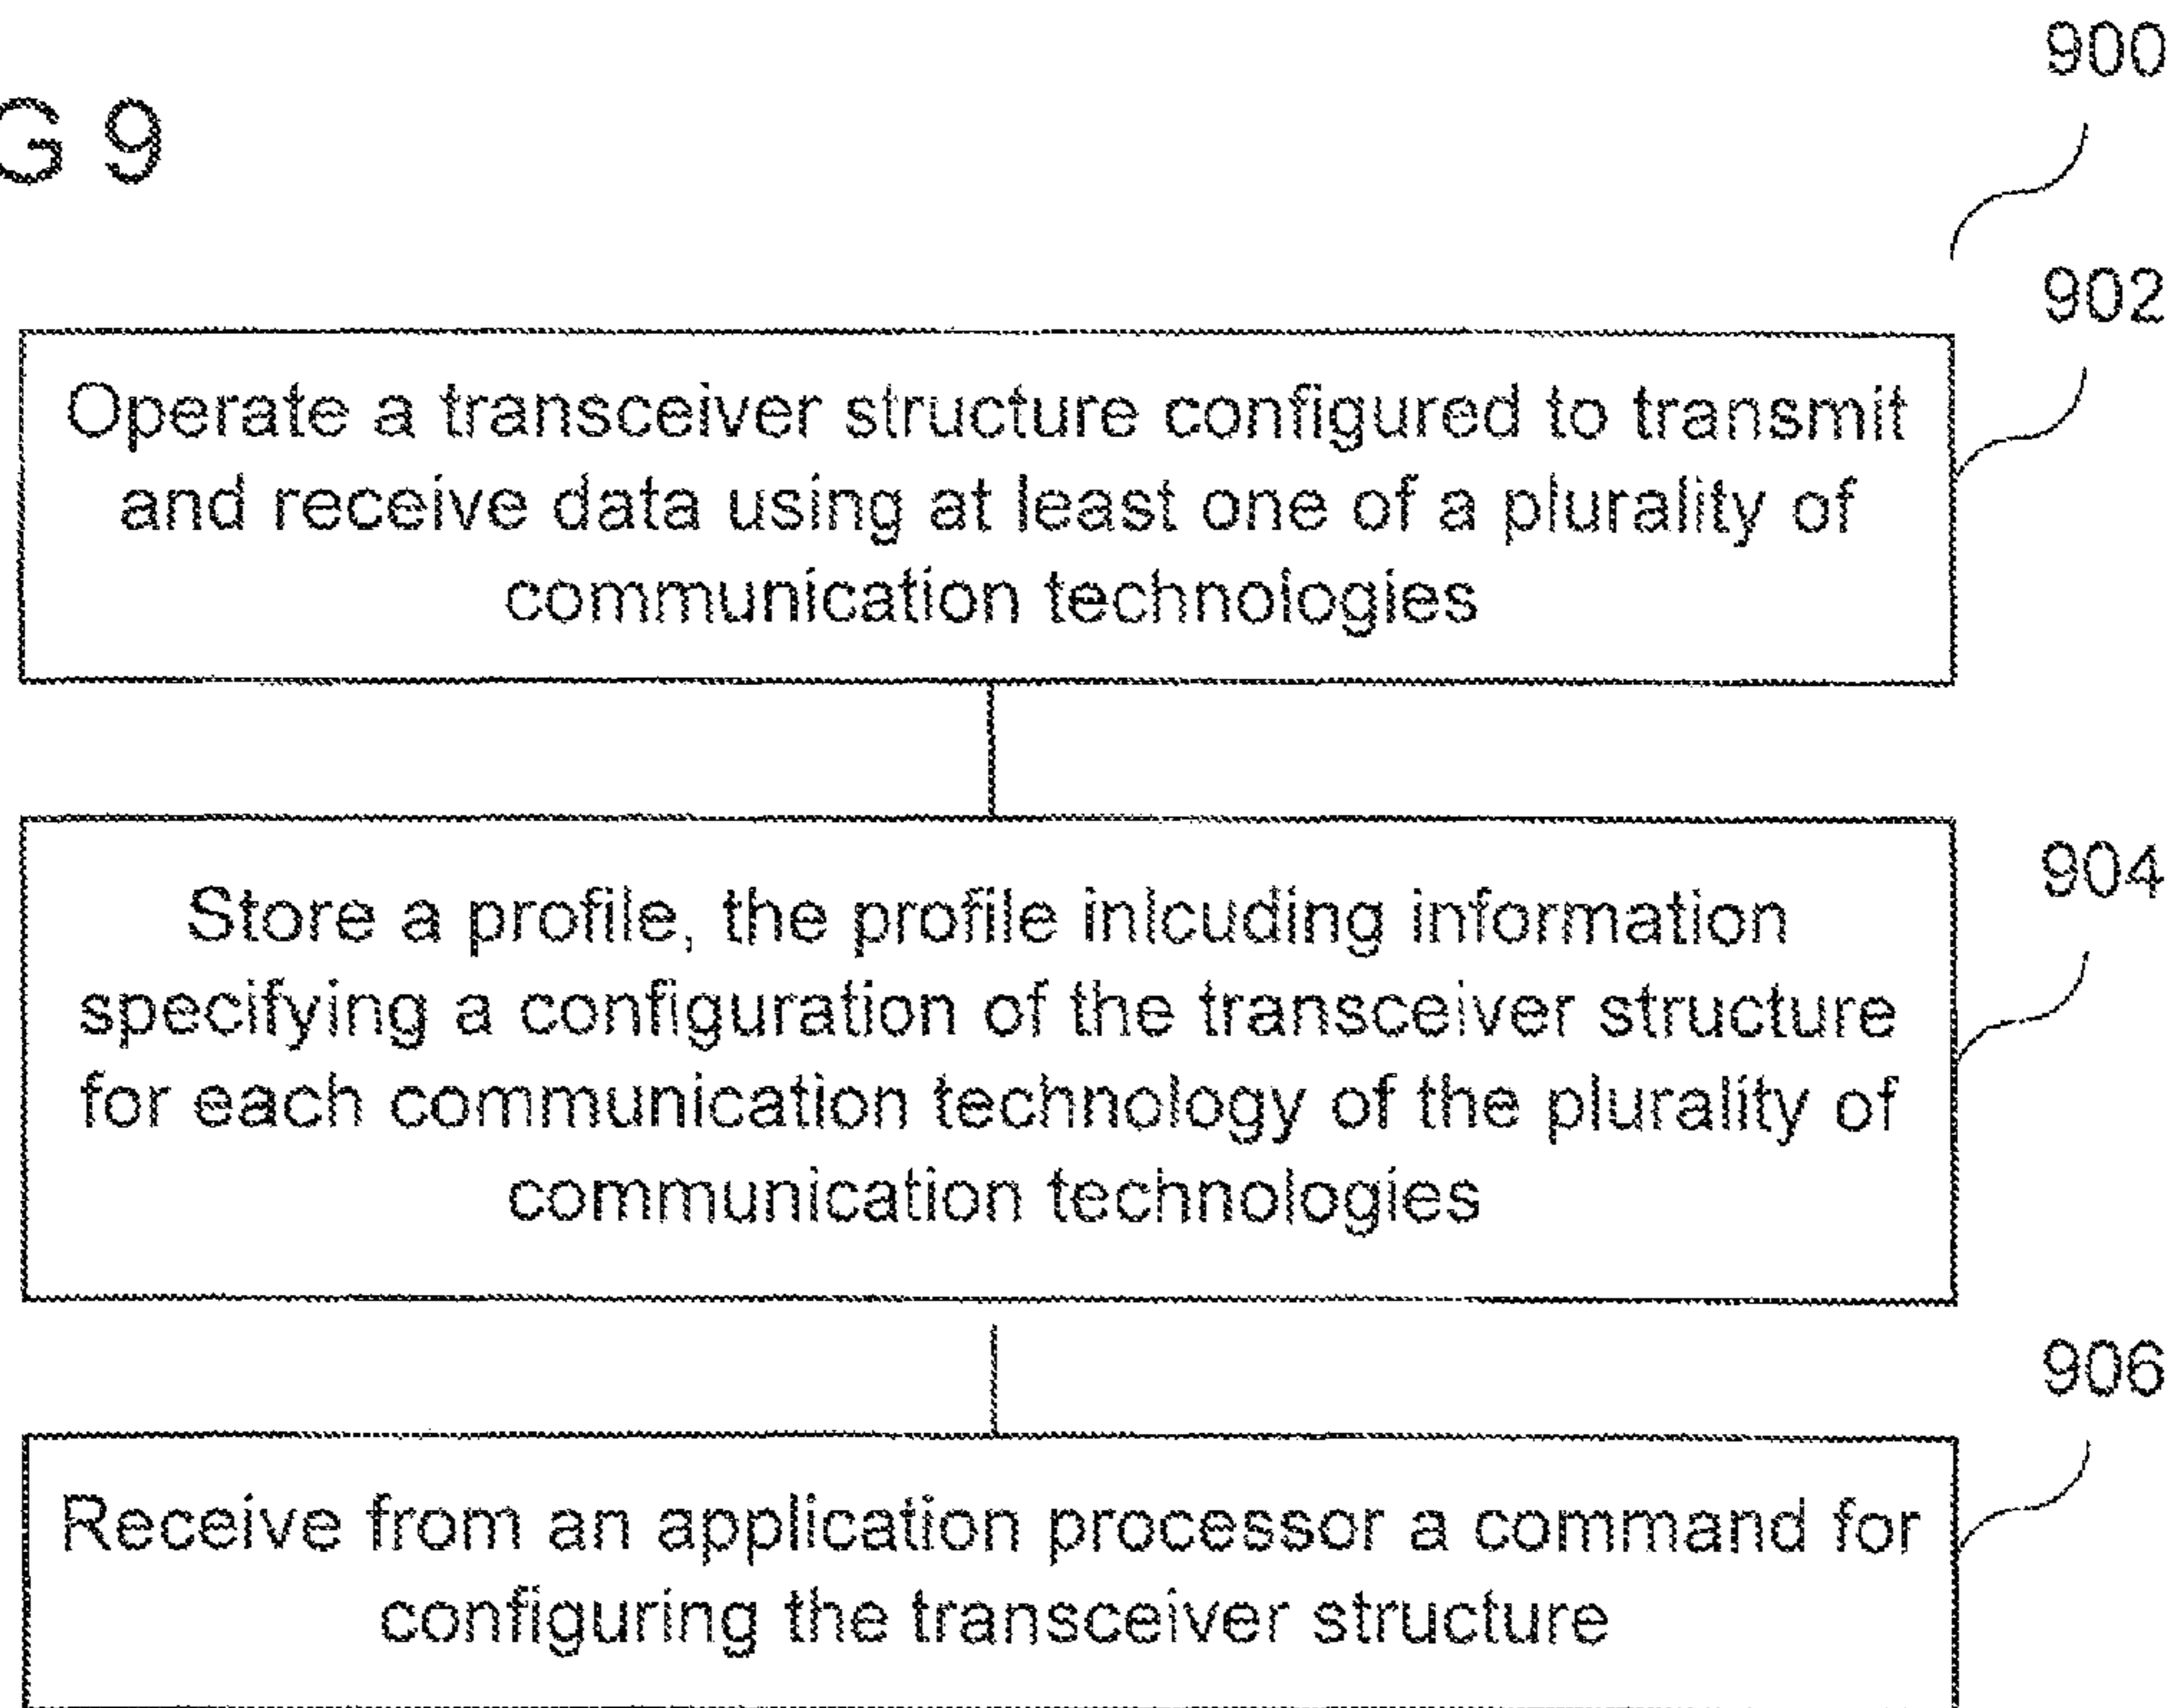 G 9
900
902
Operate a transceiver structure configured to transmit
and receive data using at least one of a plurality of
communication technologies
904
Store a profile, the profile inlcuding information
specifying a configuration of the transceiver structure
for each communication technology of the plurality of
communication technologies
906
Receive from an application processor a command for
configuring the transceiver structure